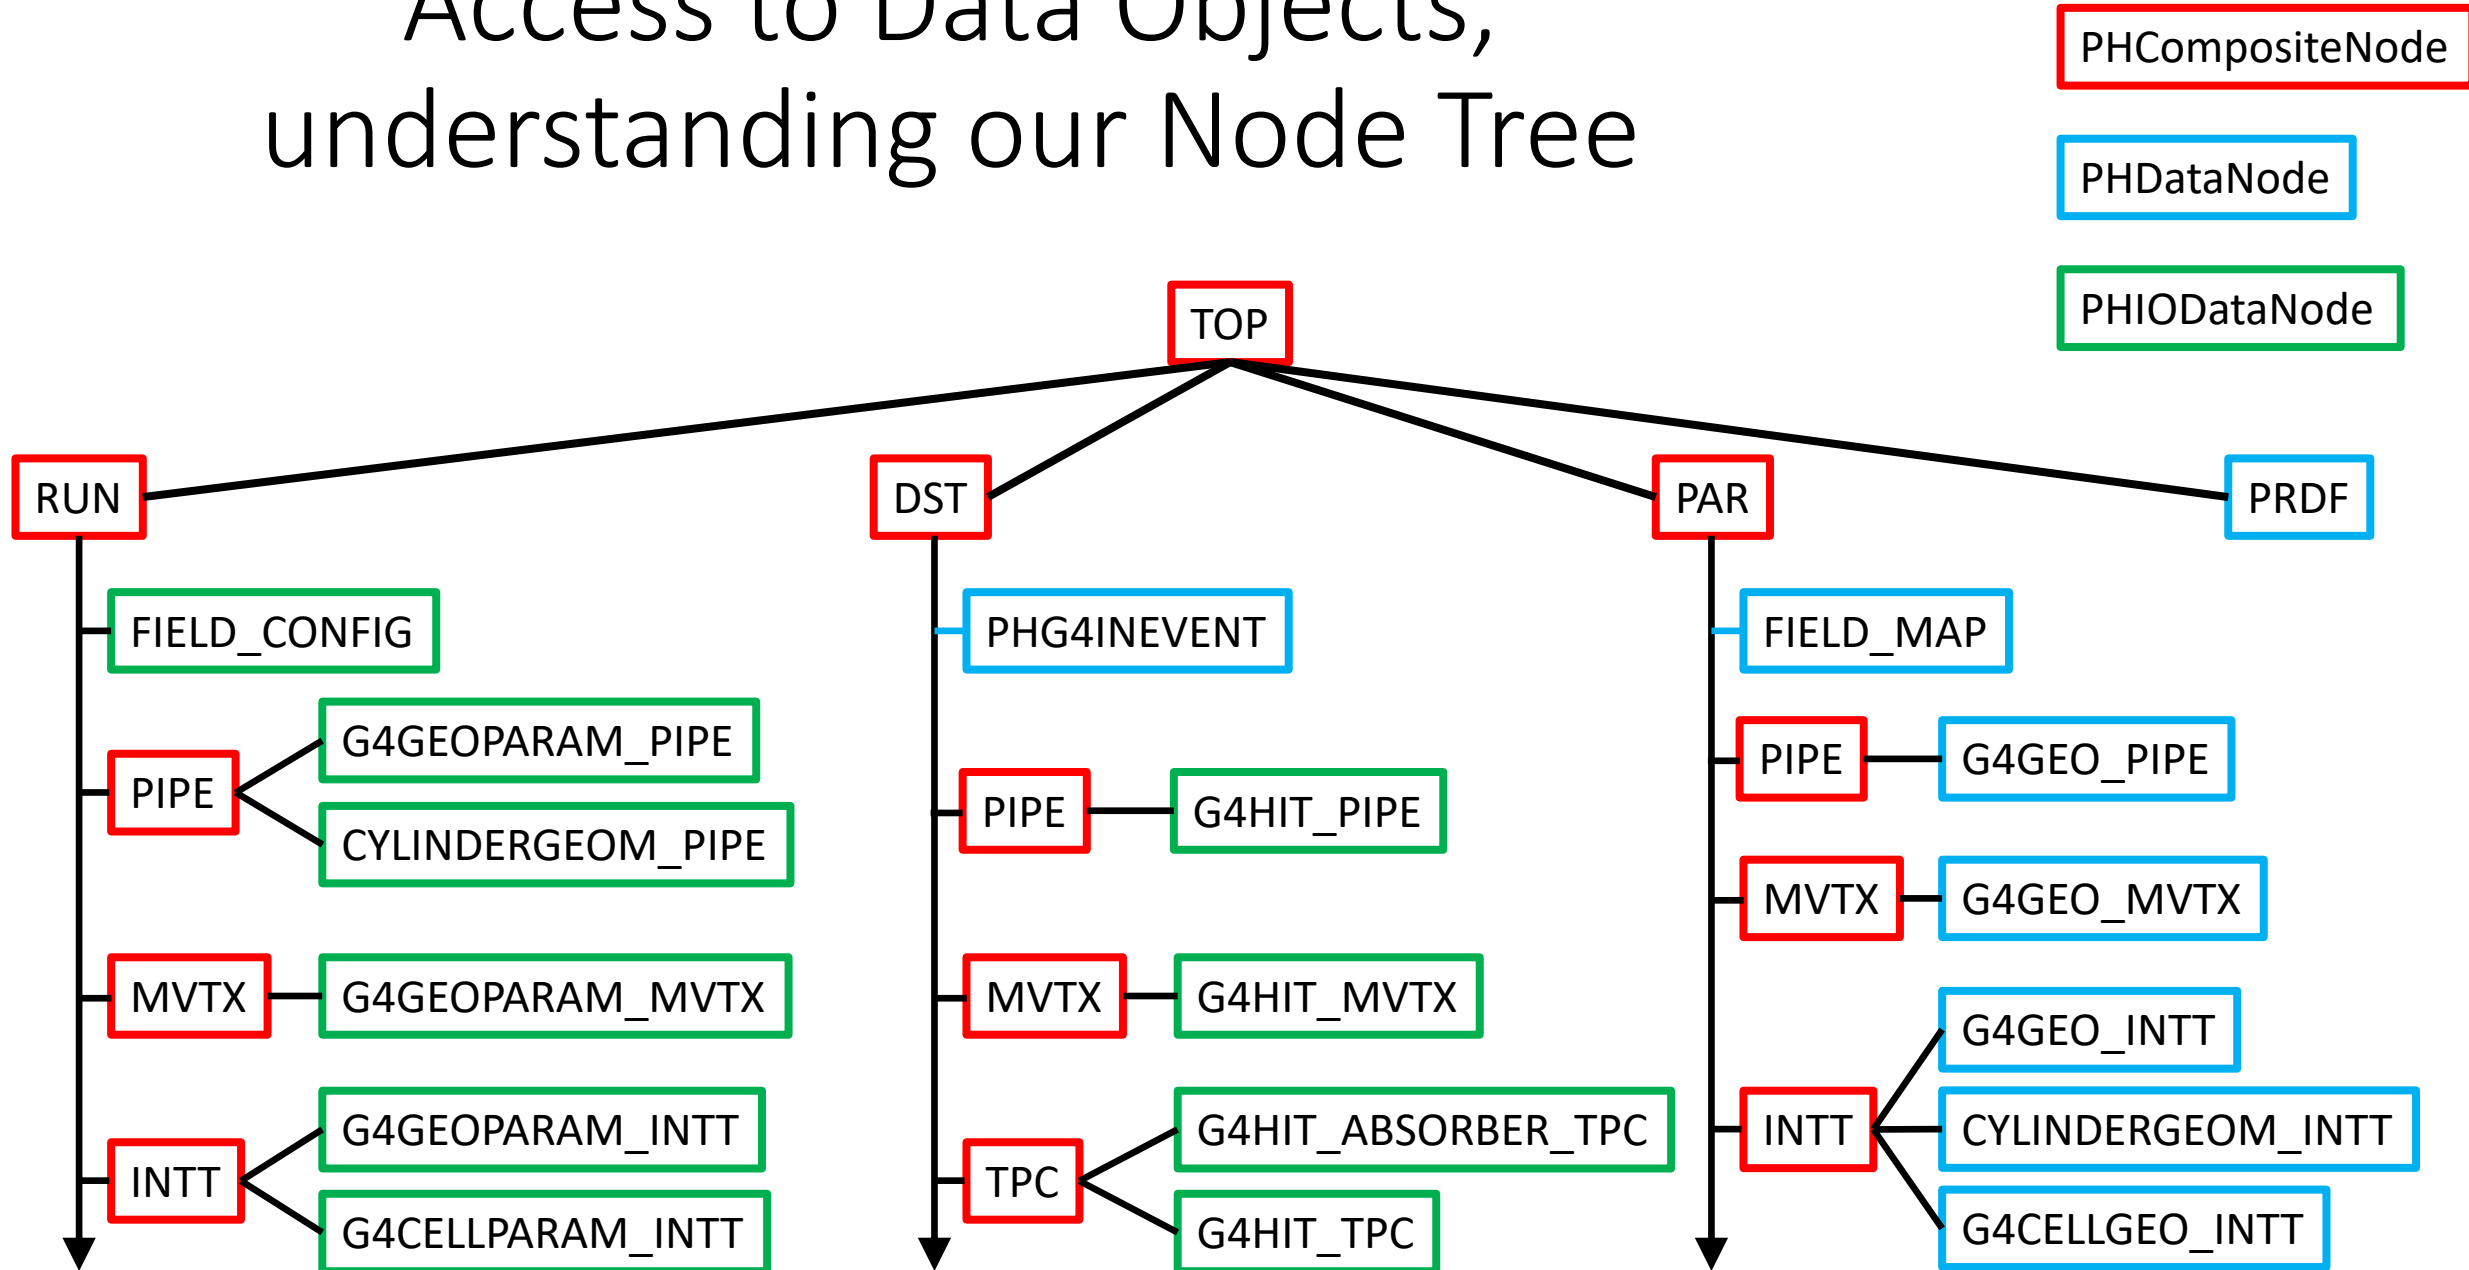 Access to Data Objects,
understanding our Node Tree
PHCompositeNode
PHDataNode
PHIODataNode
TOP
RUN
DST
PAR
PRDF
FIELD_CONFIG
PIPE
G4GEOPARAM_PIPE
CYLINDERGEOM_PIPE
MVTX
G4GEOPARAM_MVTX
INTT
G4GEOPARAM_INTT
G4CELLPARAM_INTT
PHG4INEVENT
PIPE
G4HIT_PIPE
MVTX
G4HIT_MVTX
TPC
G4HIT_ABSORBER_TPC
G4HIT_TPC
FIELD_MAP
PIPE
G4GEO_PIPE
MVTX
G4GEO_MVTX
INTT
G4GEO_INTT
CYLINDERGEOM_INTT
G4CELLGEO_INTT